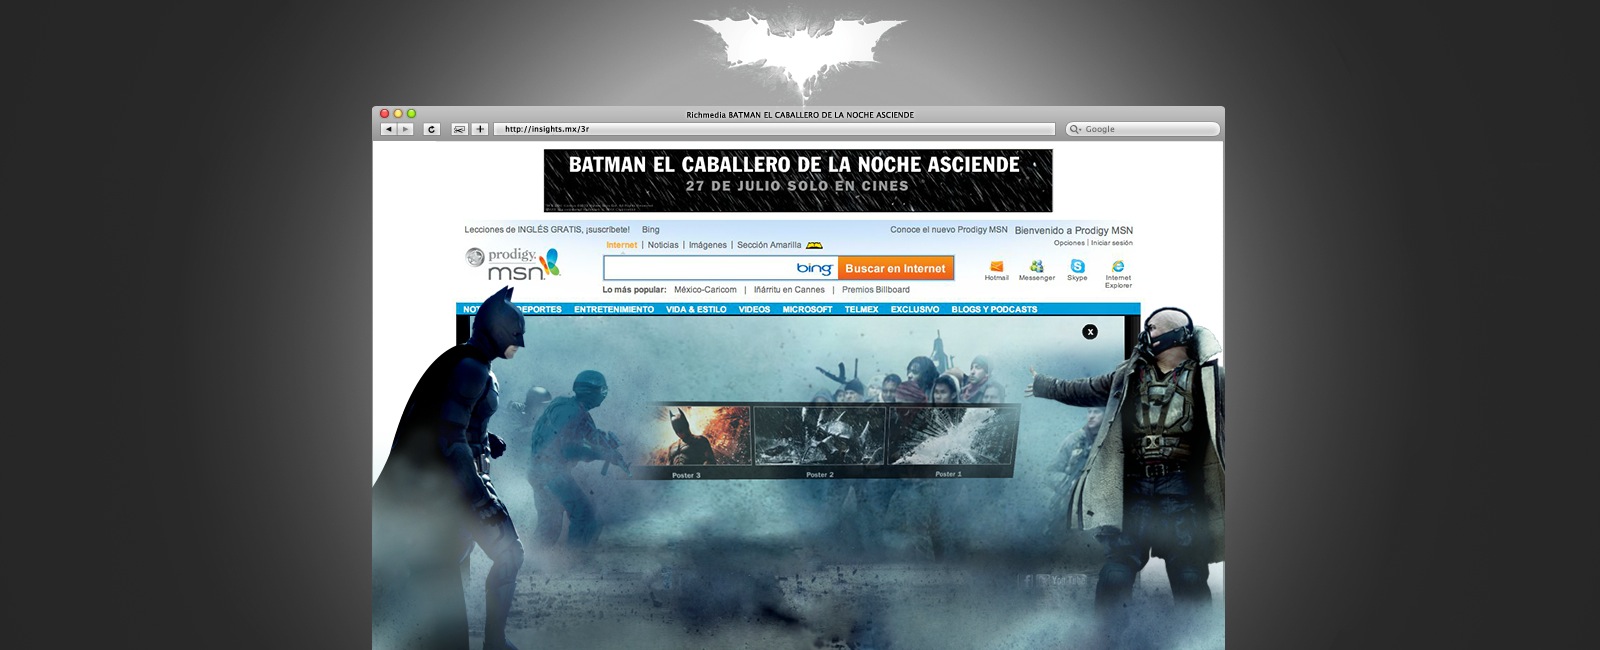 Richmedia BATMAN EL CABALLERO DE LA NOCHE ASCIENDE
http://insights.mx/3r
Google
BATMAN EL CABALLERO DE LA NOCHE ASCIENDE
27 DE JULIO SOLO EN CINES
Lecciones de INGLÉS GRATIS, ¡suscríbete! Bing
Conoce el nuevo Prodigy MSN Bienvenido a Prodigy MSN
Opciones | Iniciar sesión
Internet | Noticias | Imágenes | Sección Amarilla
prodigy.
msn
bing
Buscar en Internet
Hotmail Messenger Skype Internet Explorer
Lo más popular: México-Caricom | Iñárritu en Cannes | Premios Billboard
NOT DEPORTES ENTRETENIMIENTO VIDA & ESTILO VIDEOS MICROSOFT TELMEX EXCLUSIVO BLOGS Y PODCASTS
X
Poster 3 Poster 2 Poster 1
YouTube